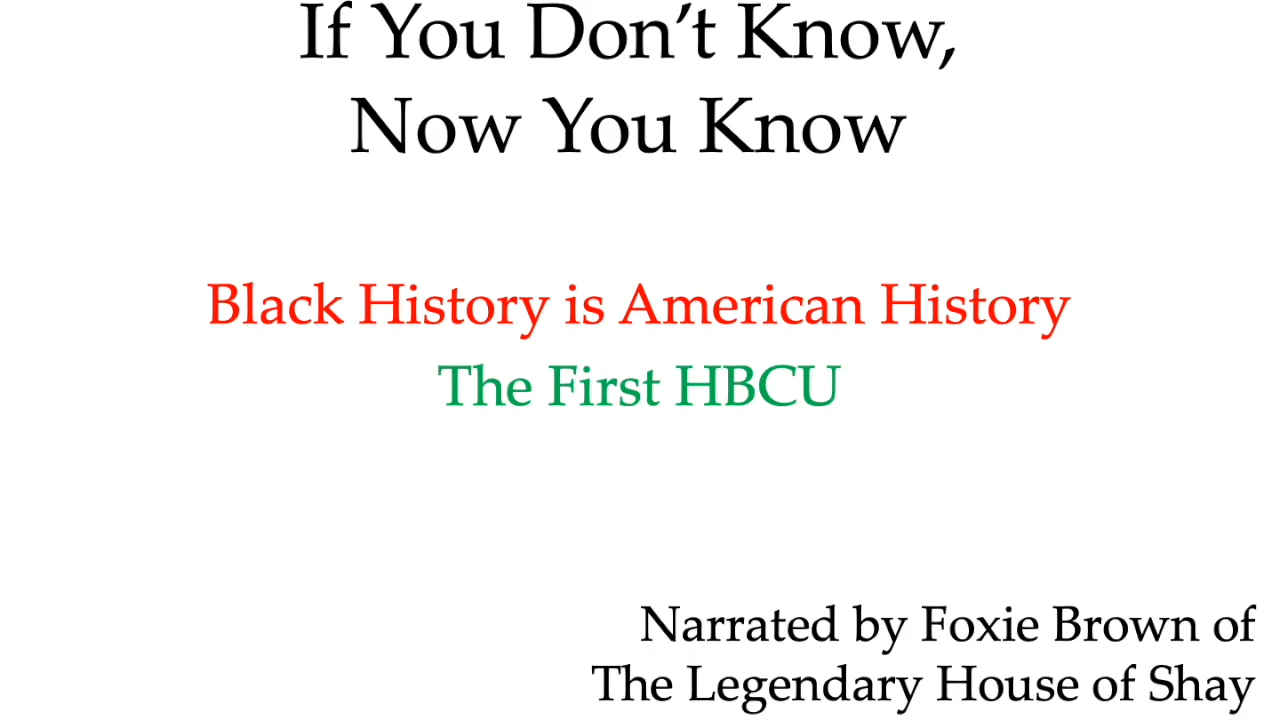 If You Don’t Know,
Now You Know
Black History is American History
The First HBCU
Narrated by Foxie Brown of
The Legendary House of Shay